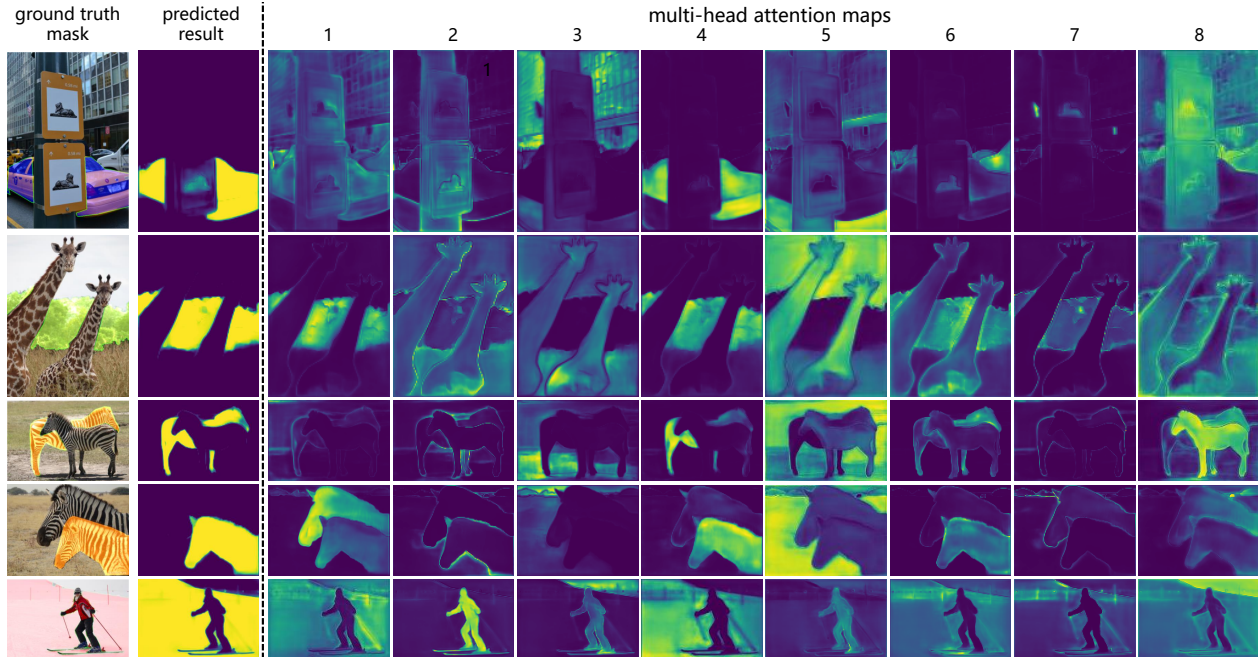 ground truth
mask
predicted
result
multi-head attention maps
1 2 3 4 5 6 7 8
1